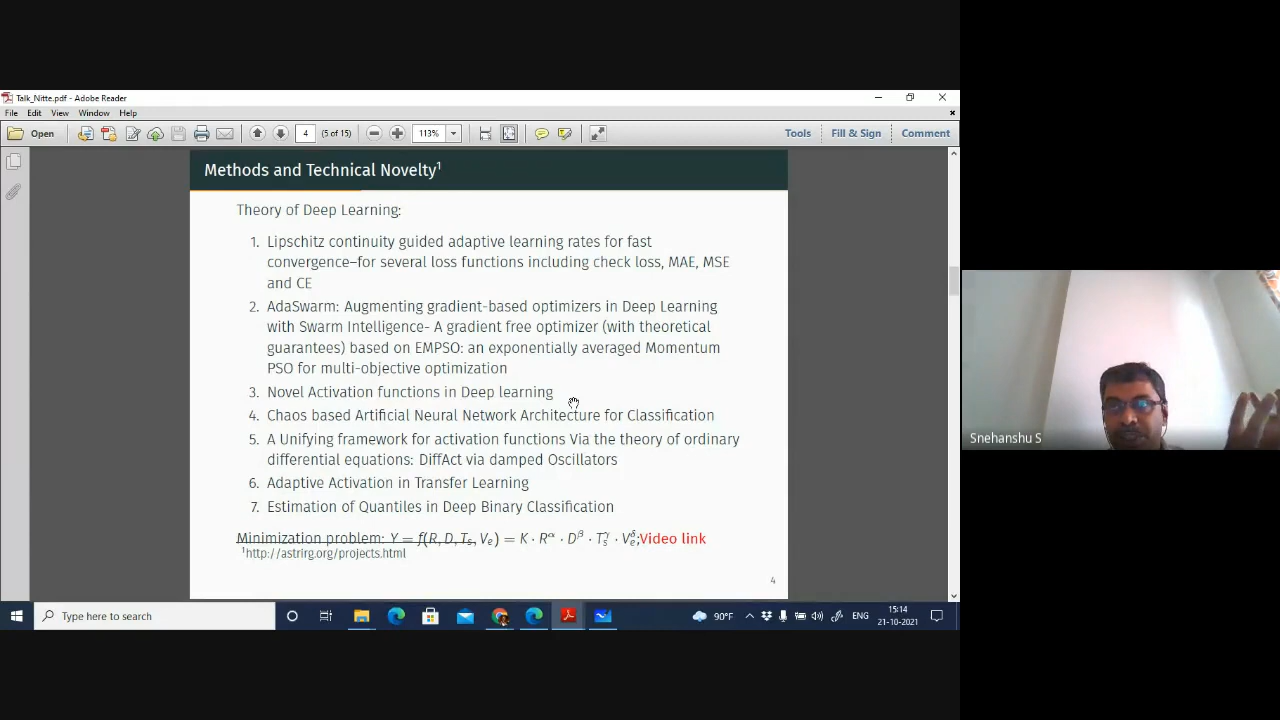 Talk_Nitte.pdf - Adobe Reader
File Edit View Window Help
Open 4 (5 of 15) 113% Tools Fill & Sign Comment
Methods and Technical Novelty¹
Theory of Deep Learning:
1. Lipschitz continuity guided adaptive learning rates for fast
convergence–for several loss functions including check loss, MAE, MSE
and CE
2. AdaSwarm: Augmenting gradient-based optimizers in Deep Learning
with Swarm Intelligence- A gradient free optimizer (with theoretical
guarantees) based on EMPSO: an exponentially averaged Momentum
PSO for multi-objective optimization
3. Novel Activation functions in Deep learning
4. Chaos based Artificial Neural Network Architecture for Classification
5. A Unifying framework for activation functions Via the theory of ordinary
differential equations: DiffAct via damped Oscillators
6. Adaptive Activation in Transfer Learning
7. Estimation of Quantiles in Deep Binary Classification
Minimization problem: Y = f(R, D, Tₛ, Vₑ) = K · R^α · D^β · Tₛ^γ · Vₑ^δ;Video link
¹http://astrirg.org/projects.html
4
Snehanshu S
Type here to search 90°F ENG 15:14
21-10-2021